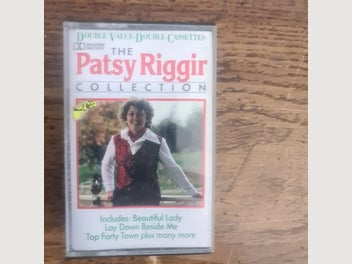 DOUBLE VALUE DOUBLE CASSETTES
THE
Patsy Riggir
COLLECTION
Includes: Beautiful Lady
Lay Down Beside Me
Top Forty Town plus many more